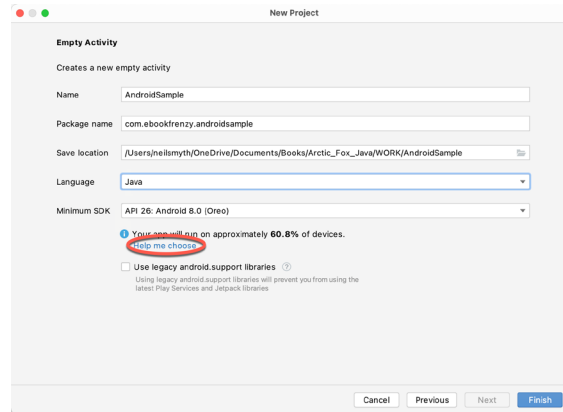 New Project
Empty Activity
Creates a new empty activity
Name AndroidSample
Package name com.ebookfrenzy.androidsample
Save location /Users/neilsmyth/OneDrive/Documents/Books/Arctic_Fox_Java/WORK/AndroidSample
Language Java
Minimum SDK API 26: Android 8.0 (Oreo)
Your app will run on approximately 60.8% of devices.
Help me choose
Use legacy android.support libraries ?
Using legacy android.support libraries will prevent you from using the
latest Play Services and Jetpack libraries
Cancel Previous Next Finish